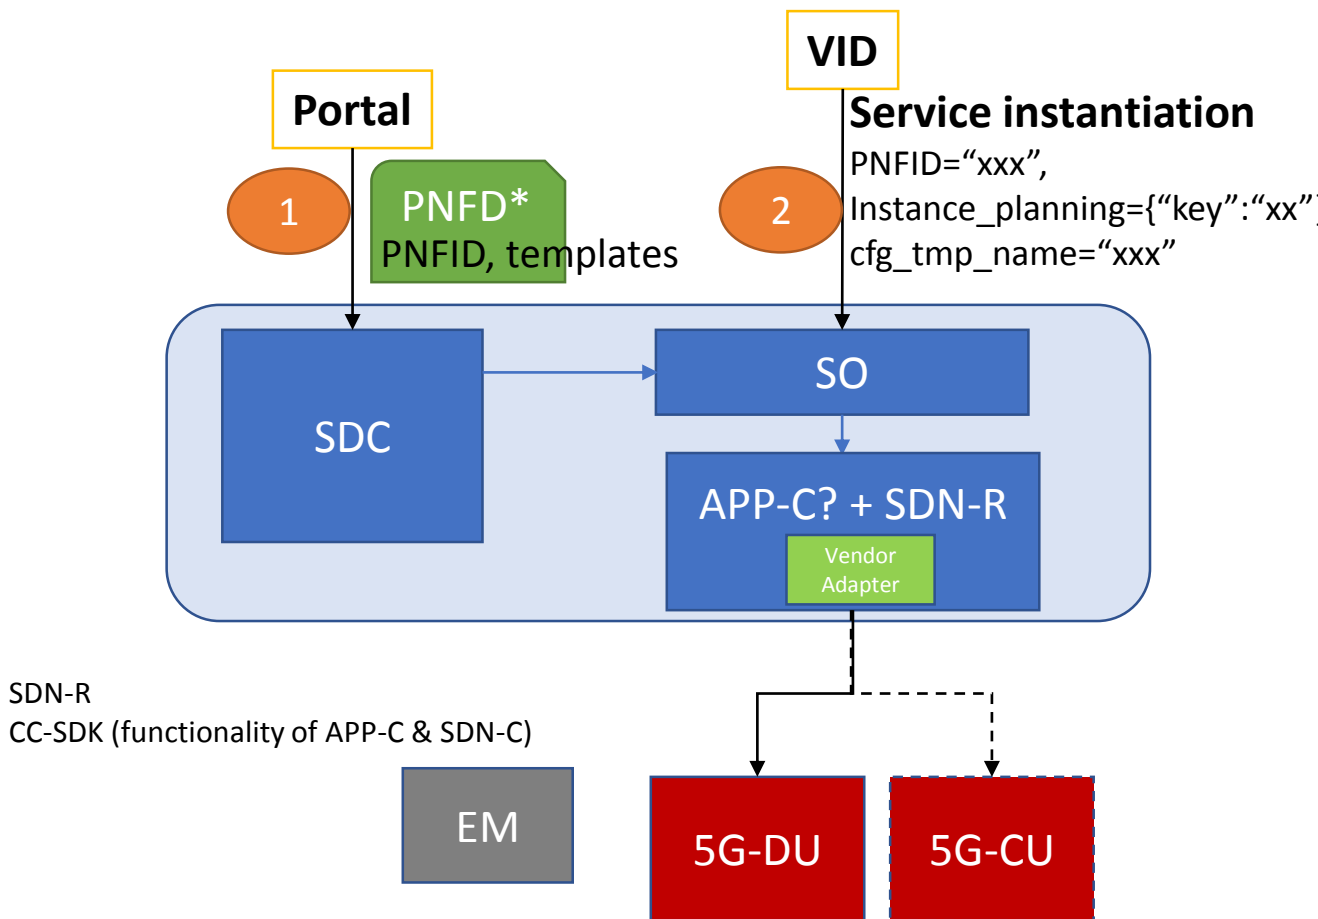 VID
Portal
Service instantiation
PNFID=“xxx”,
Instance_planning={“key”:“xx”}
cfg_tmp_name=“xxx”
1
PNFD*
PNFID, templates
2
SDC
SO
APP-C? + SDN-R
Vendor
Adapter
SDN-R
CC-SDK (functionality of APP-C & SDN-C)
EM
5G-DU
5G-CU